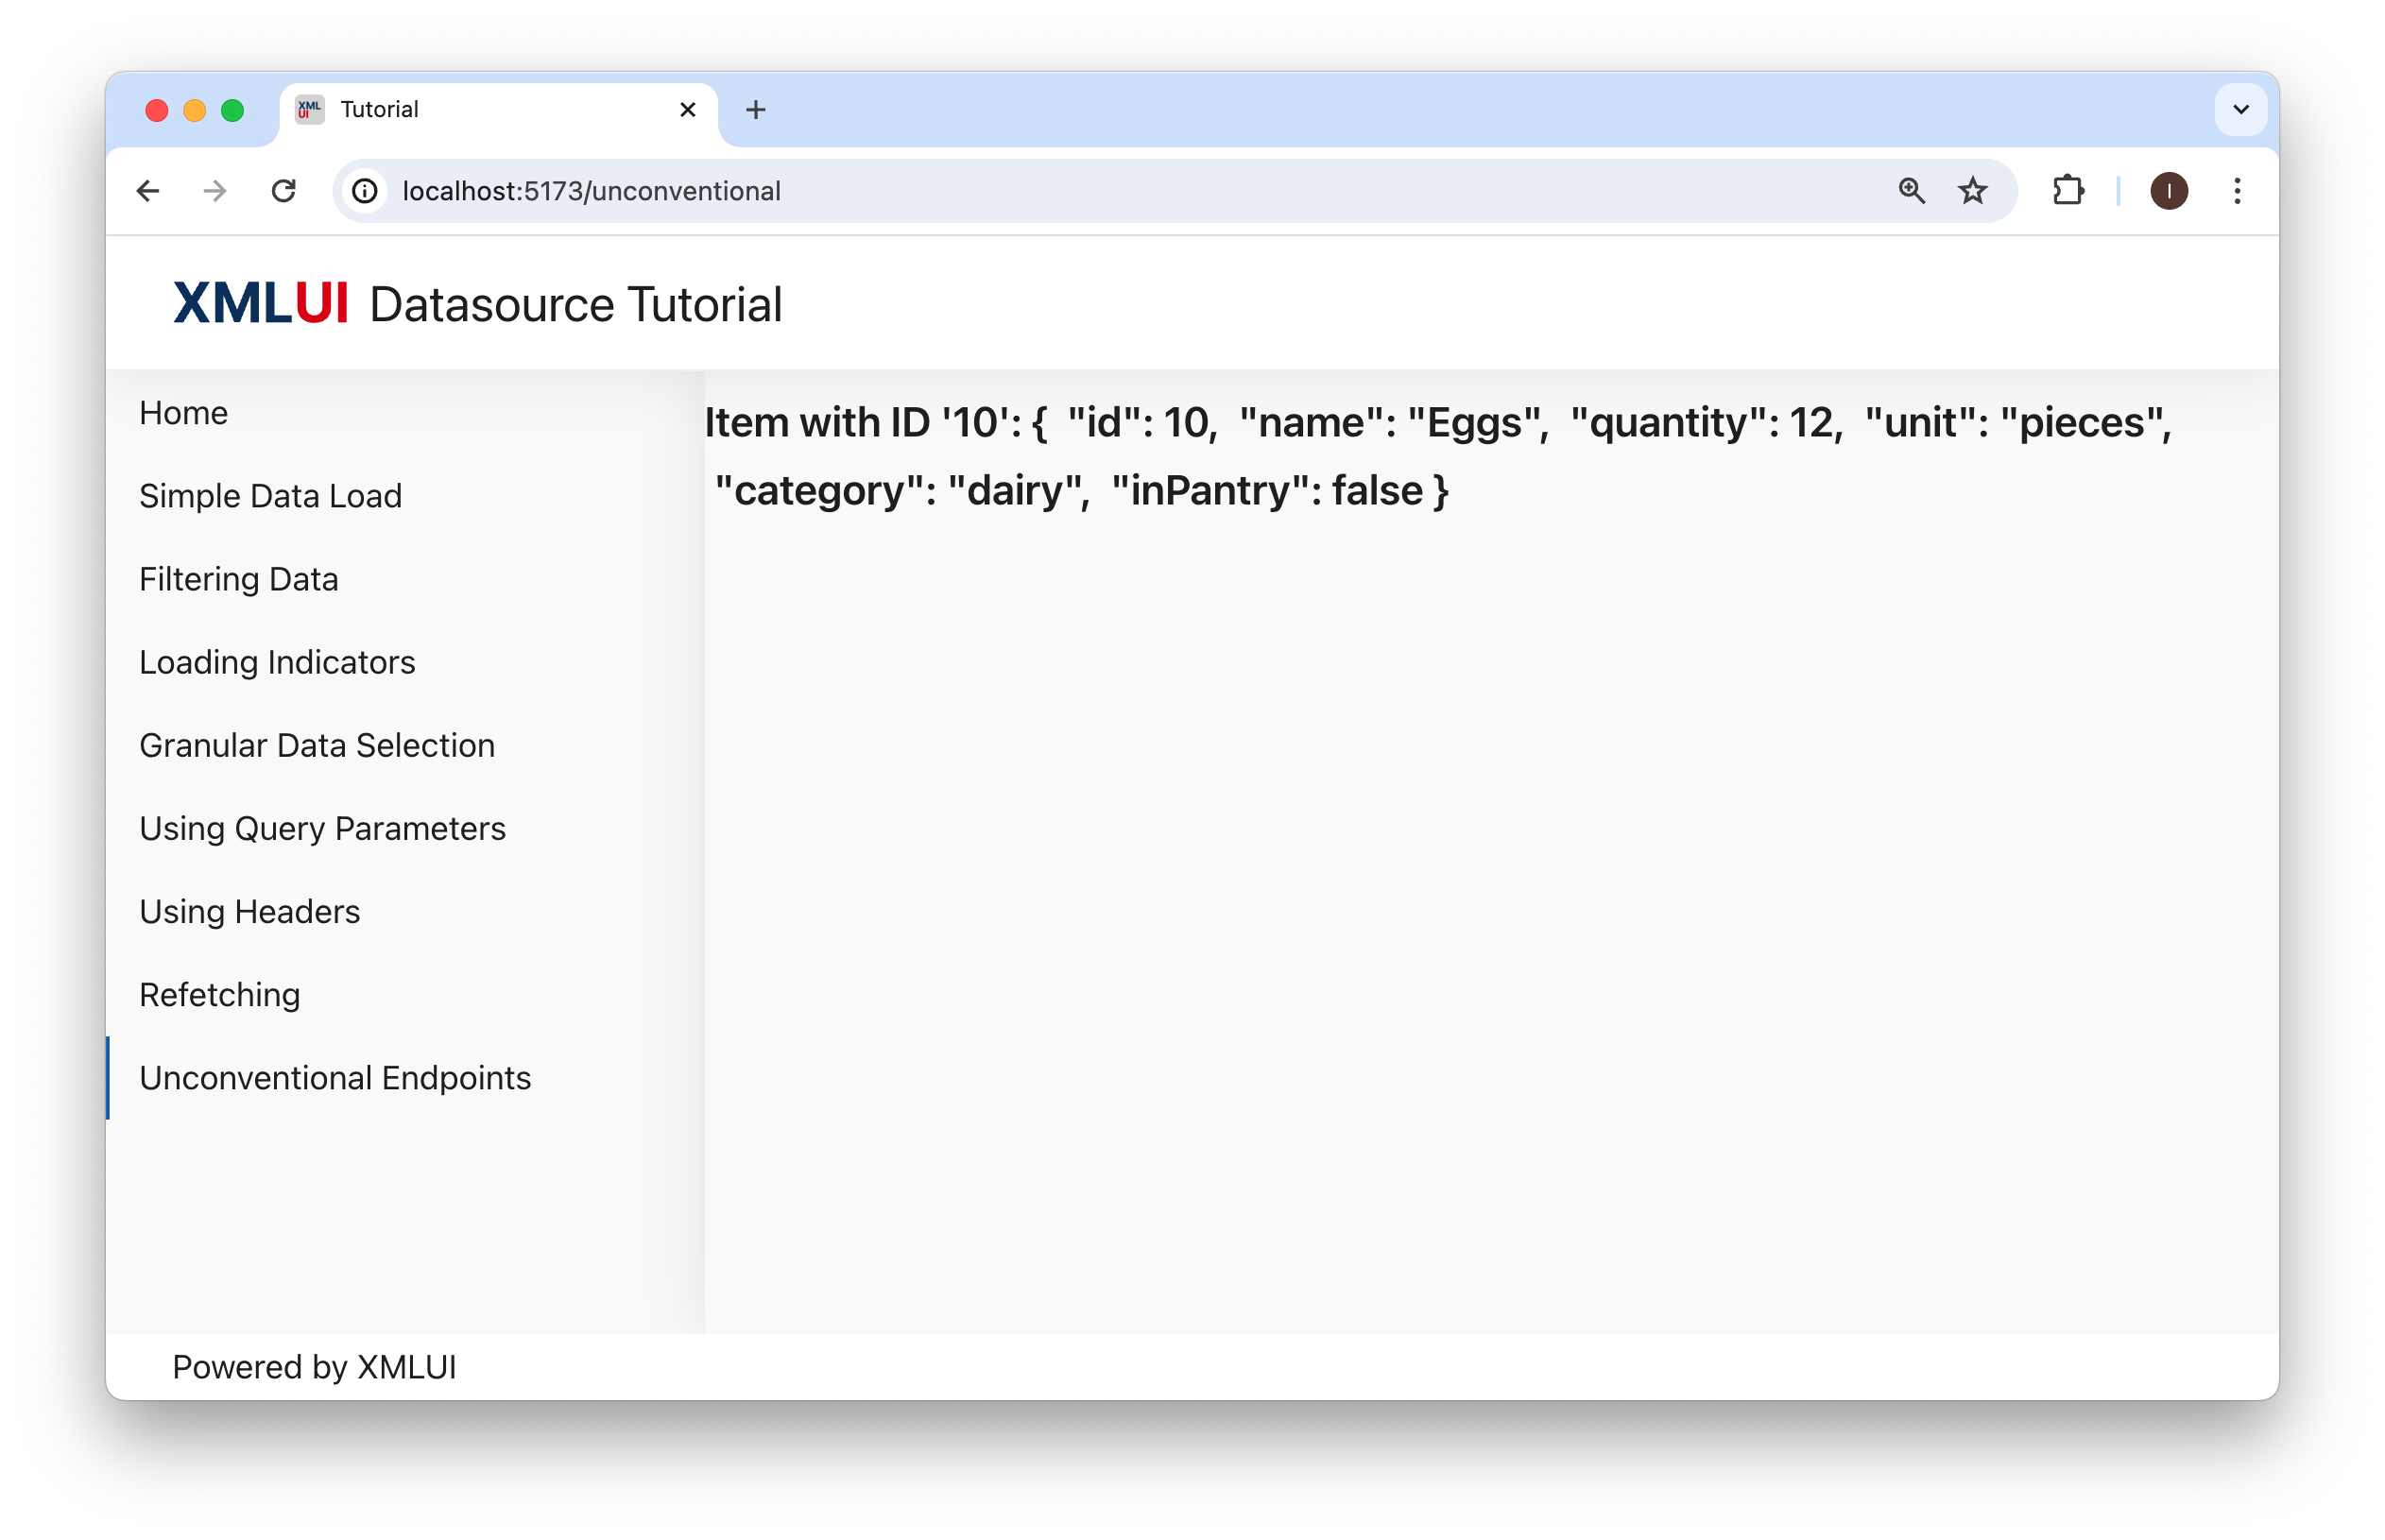 XML
UI
Tutorial
localhost:5173/unconventional
I
XMLUI Datasource Tutorial
Home
Simple Data Load
Filtering Data
Loading Indicators
Granular Data Selection
Using Query Parameters
Using Headers
Refetching
Unconventional Endpoints
Item with ID '10': { "id": 10, "name": "Eggs", "quantity": 12, "unit": "pieces",
"category": "dairy", "inPantry": false }
Powered by XMLUI